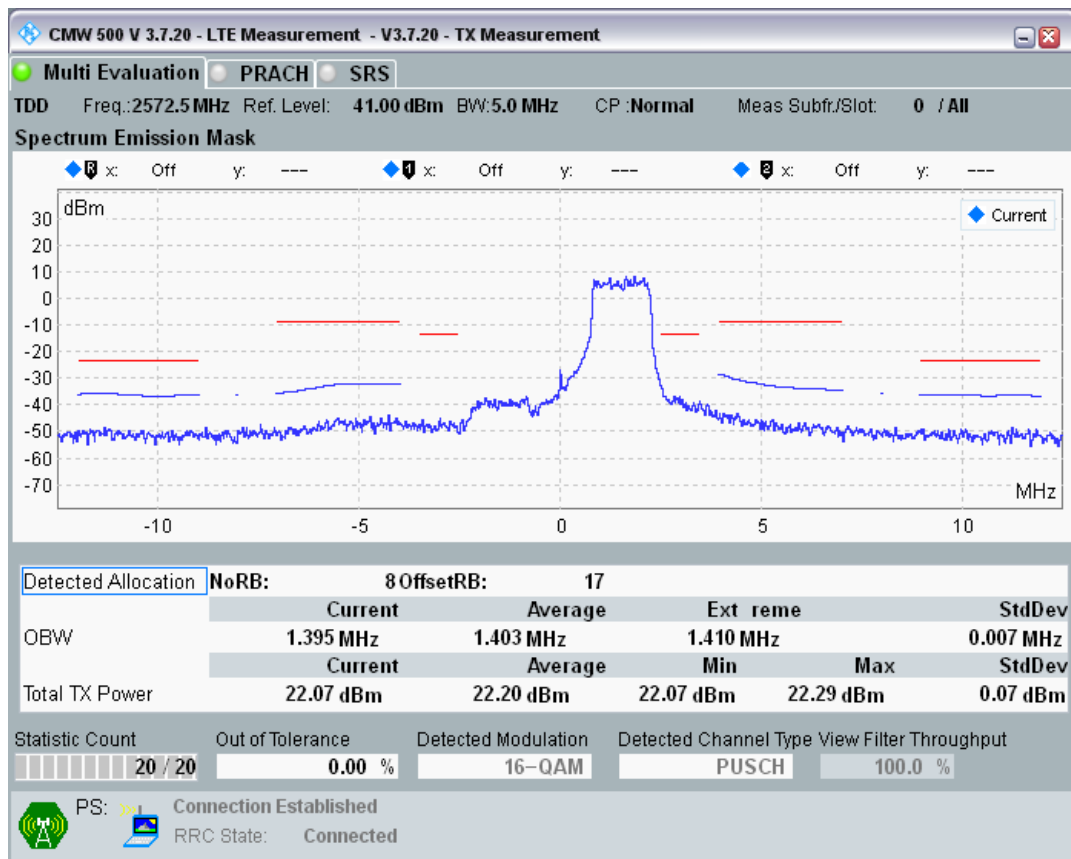 CMW 500 V 3.7.20 - LTE Measurement - V3.7.20 - TX Measurement
Multi Evaluation PRACH SRS
TDD Freq.:2572.5 MHz Ref. Level: 41.00 dBm BW:5.0 MHz CP :Normal Meas Subfr./Slot: 0 / All
Spectrum Emission Mask
R x: Off y: --- 1 x: Off y: --- 2 x: Off y: ---
dBm
Current
30
20
10
0
-10
-20
-30
-40
-50
-60
-70
MHz
-10 -5 0 5 10
Detected Allocation NoRB: 8 OffsetRB: 17
Current Average Ext reme StdDev
OBW 1.395 MHz 1.403 MHz 1.410 MHz 0.007 MHz
Current Average Min Max StdDev
Total TX Power 22.07 dBm 22.20 dBm 22.07 dBm 22.29 dBm 0.07 dBm
Statistic Count Out of Tolerance Detected Modulation Detected Channel Type View Filter Throughput
20 / 20 0.00 % 16-QAM PUSCH 100.0 %
PS: Connection Established
RRC State: Connected